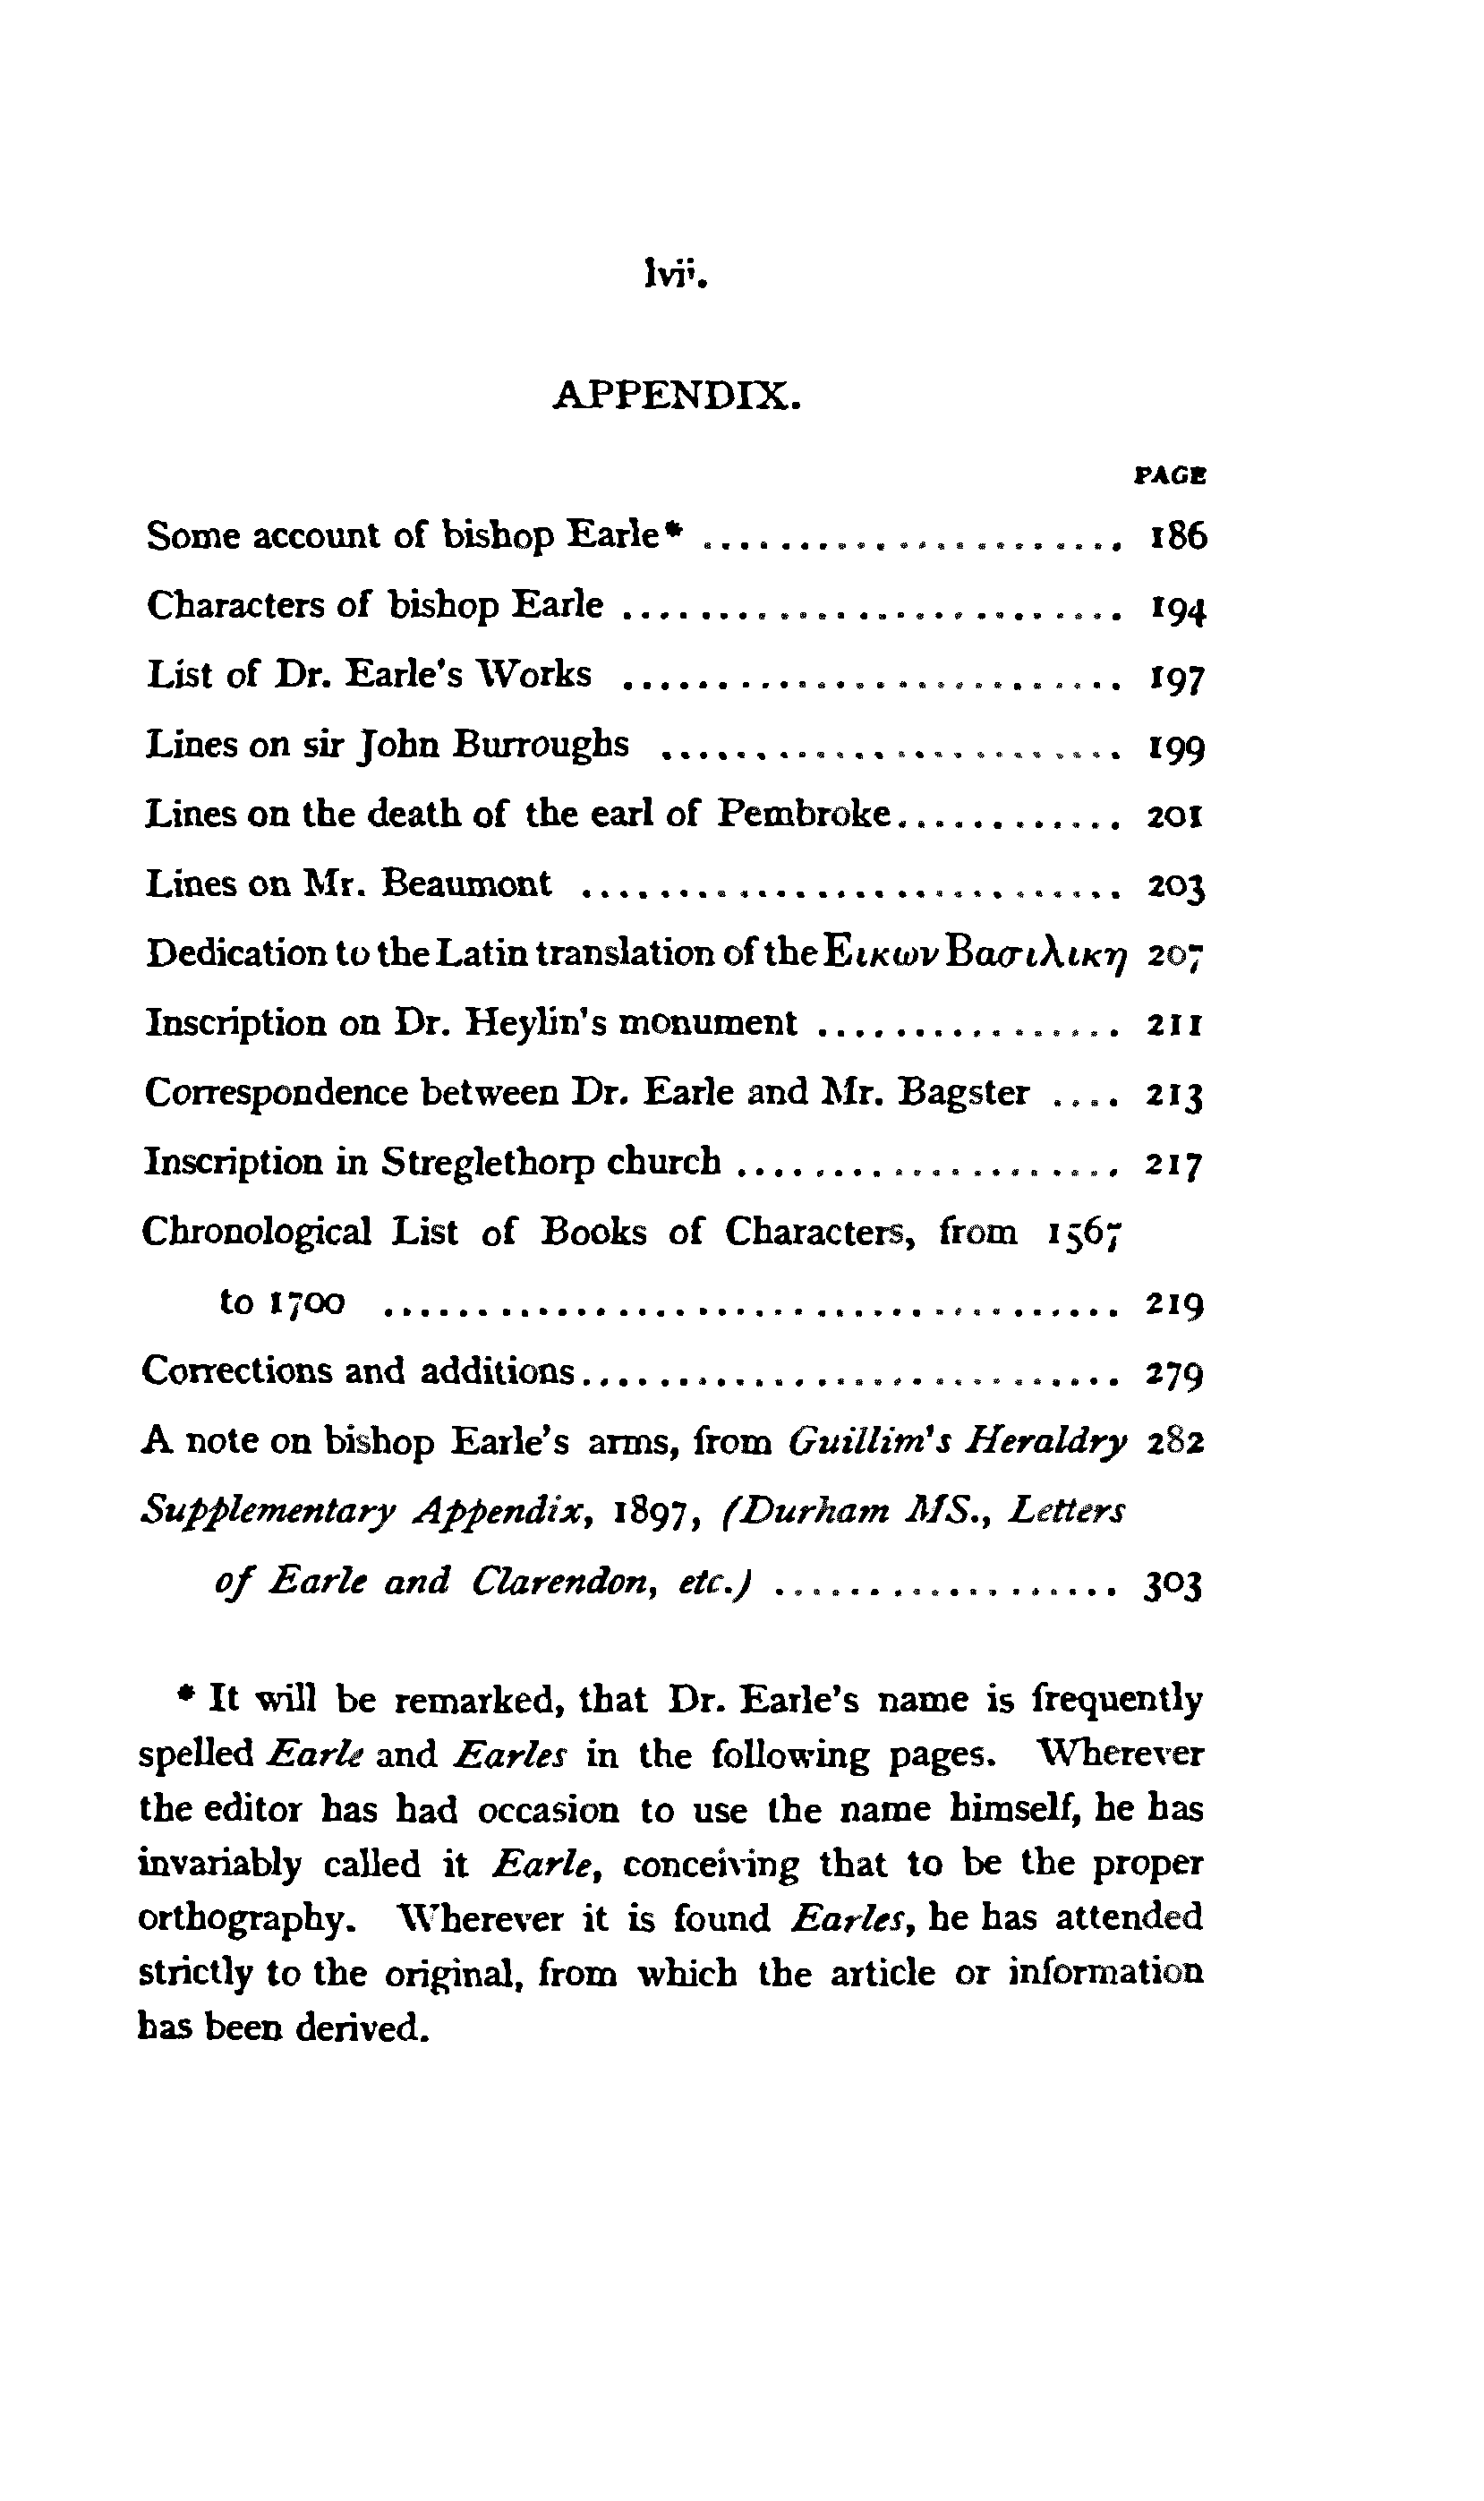 lvii.
APPENDIX.
PAGE
Some account of bishop Earle* ...................... 186
Characters of bishop Earle .......................... 194
List of Dr. Earle's Works .......................... 197
Lines on sir John Burroughs ........................ 199
Lines on the death of the earl of Pembroke............ 201
Lines on Mr. Beaumont ............................ 203
Dedication to the Latin translation of the Εικων Βασιλικη 207
Inscription on Dr. Heylin's monument ................ 211
Correspondence between Dr. Earle and Mr. Bagster .... 213
Inscription in Streglethorp church .................... 217
Chronological List of Books of Characters, from 1567
to 1700 ...................................... 219
Corrections and additions............................ 279
A note on bishop Earle's arms, from Guillim's Heraldry 282
Supplementary Appendix, 1897, (Durham MS., Letters
of Earle and Clarendon, etc.) .................. 303
* It will be remarked, that Dr. Earle's name is frequently
spelled Earle and Earles in the following pages. Wherever
the editor has had occasion to use the name himself, he has
invariably called it Earle, conceiving that to be the proper
orthography. Wherever it is found Earles, he has attended
strictly to the original, from which the article or information
has been derived.